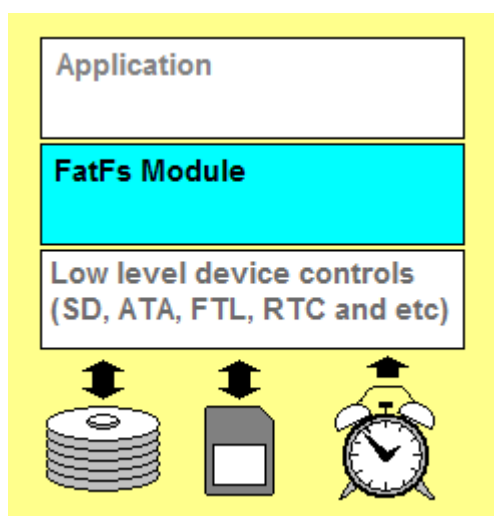 Application
FatFs Module
Low level device controls
(SD, ATA, FTL, RTC and etc)